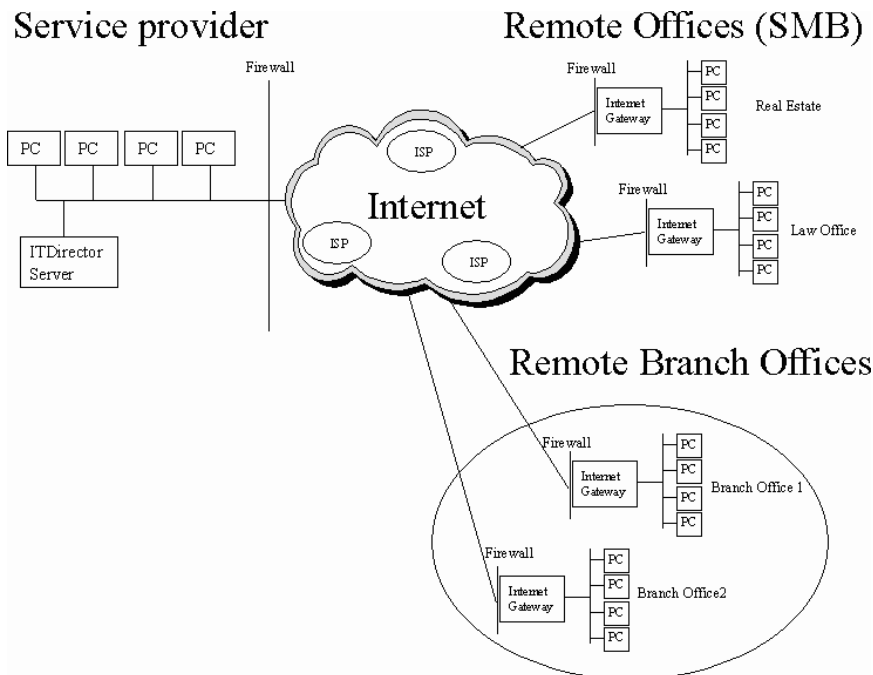 Service provider
Remote Offices (SMB)
Firewall
PC
PC
PC
PC
ITDirector
Server
Internet
ISP
ISP
ISP
Firewall
Internet
Gateway
PC
PC
PC
PC
Real Estate
Firewall
Internet
Gateway
PC
PC
PC
PC
Law Office
Remote Branch Offices
Firewall
Internet
Gateway
PC
PC
PC
PC
Branch Office 1
Firewall
Internet
Gateway
PC
PC
PC
PC
Branch Office2